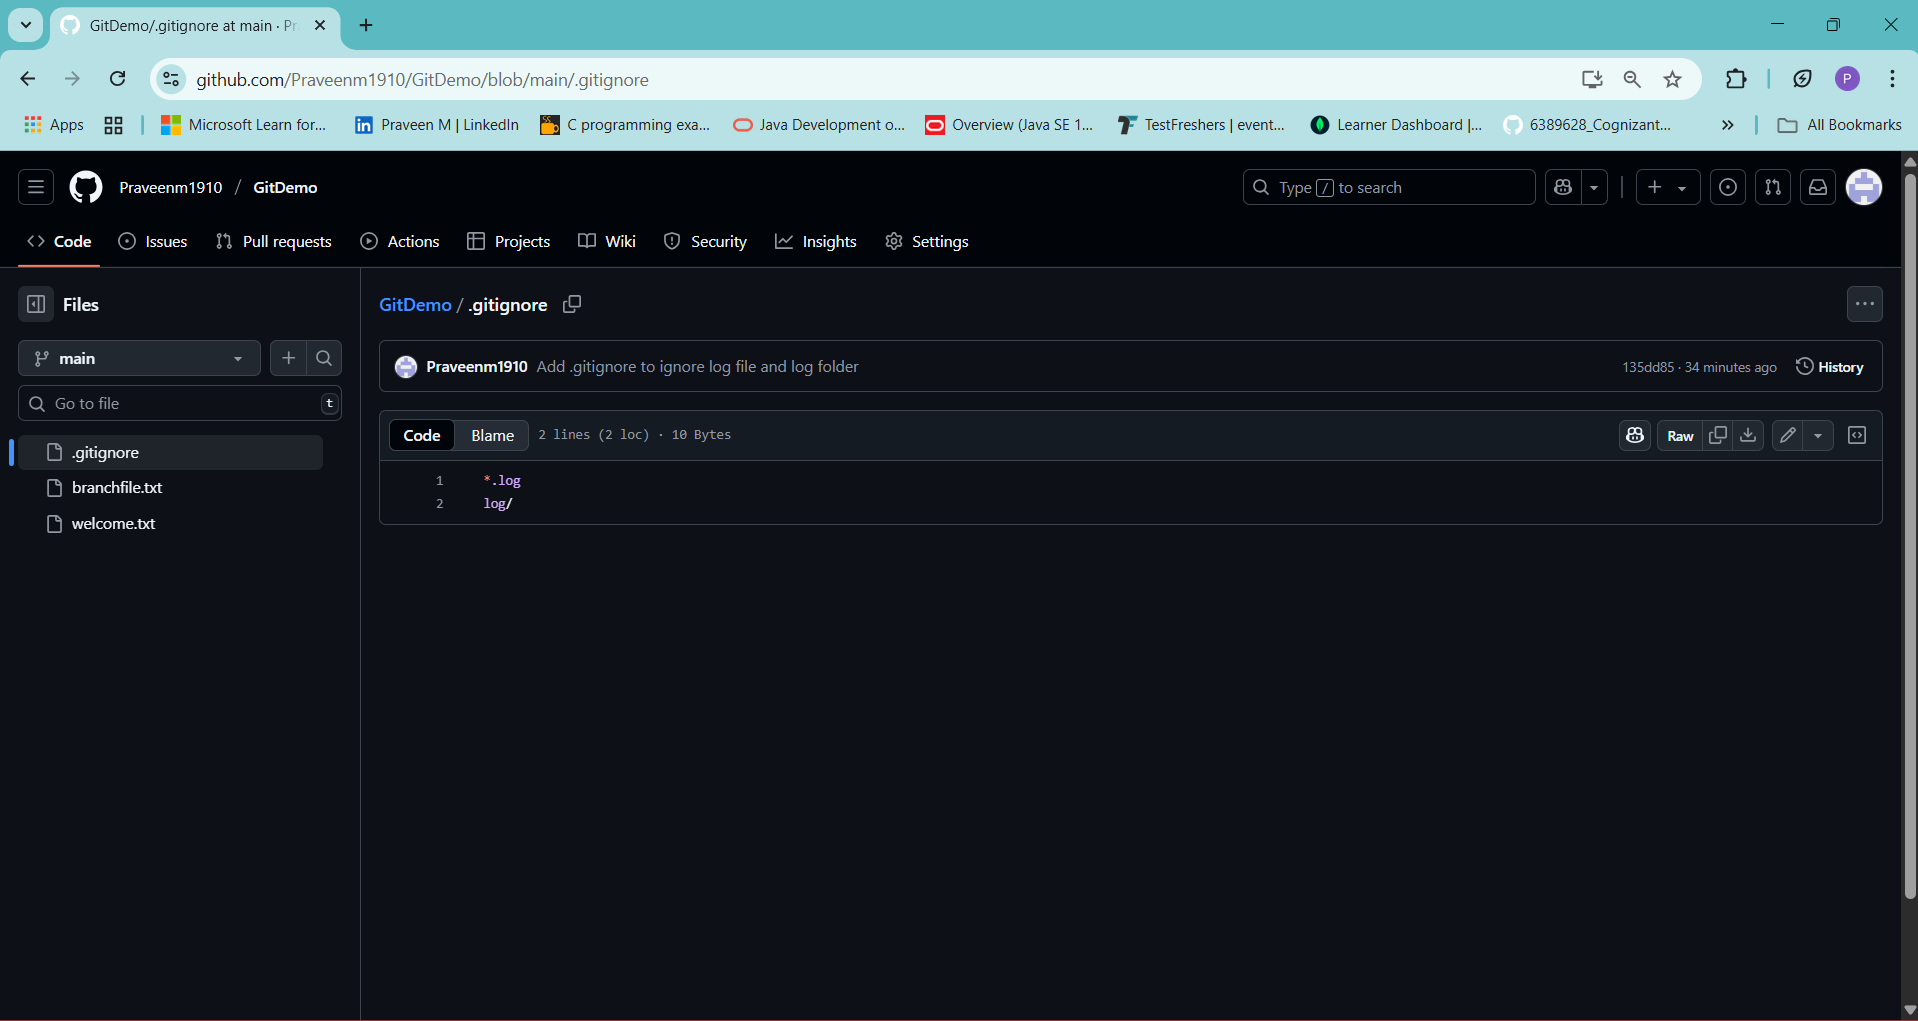 GitDemo/.gitignore at main · Pr
github.com/Praveenm1910/GitDemo/blob/main/.gitignore
P
Apps
Microsoft Learn for...
Praveen M | LinkedIn
C programming exa...
Java Development o...
Overview (Java SE 1...
TestFreshers | event...
Learner Dashboard |...
6389628_Cognizant...
All Bookmarks
Praveenm1910 / GitDemo
Type / to search
Code
Issues
Pull requests
Actions
Projects
Wiki
Security
Insights
Settings
Files
main
Go to file
t
.gitignore
branchfile.txt
welcome.txt
GitDemo / .gitignore
Praveenm1910 Add .gitignore to ignore log file and log folder
135dd85 · 34 minutes ago
History
Code
Blame
2 lines (2 loc) · 10 Bytes
Raw
1 *.log
2 log/